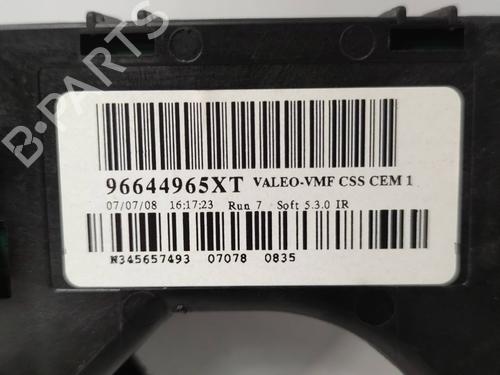 96644965XT VALEO-VMF CSS CEM 1
07/07/08 16;17;23 Run 7 Soft 5.3.0 IR
N345657493 07078 0835
B-PARTS